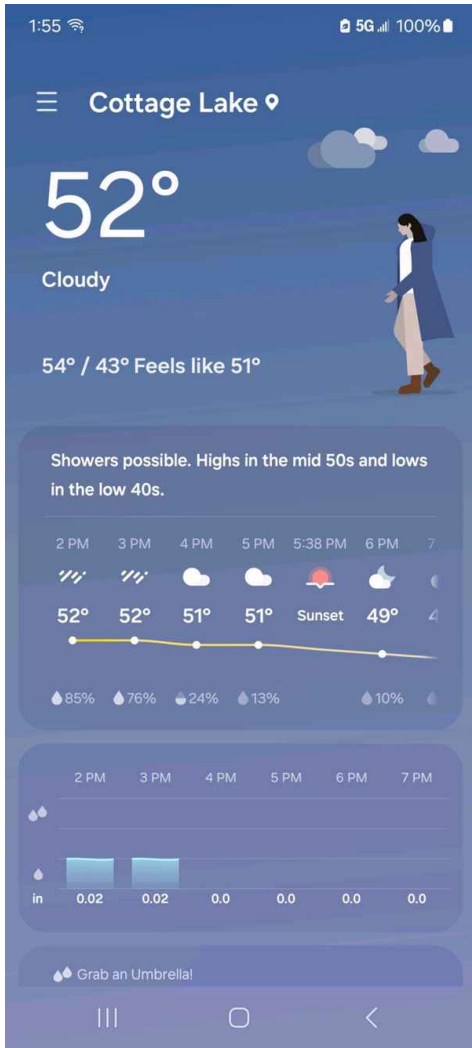 1:55 5G 100%
Cottage Lake
52°
Cloudy
54° / 43° Feels like 51°
Showers possible. Highs in the mid 50s and lows
in the low 40s.
2 PM 3 PM 4 PM 5 PM 5:38 PM 6 PM 7
52° 52° 51° 51° Sunset 49° 4
85% 76% 24% 13% 10%
2 PM 3 PM 4 PM 5 PM 6 PM 7 PM
in 0.02 0.02 0.0 0.0 0.0 0.0
Grab an Umbrella!